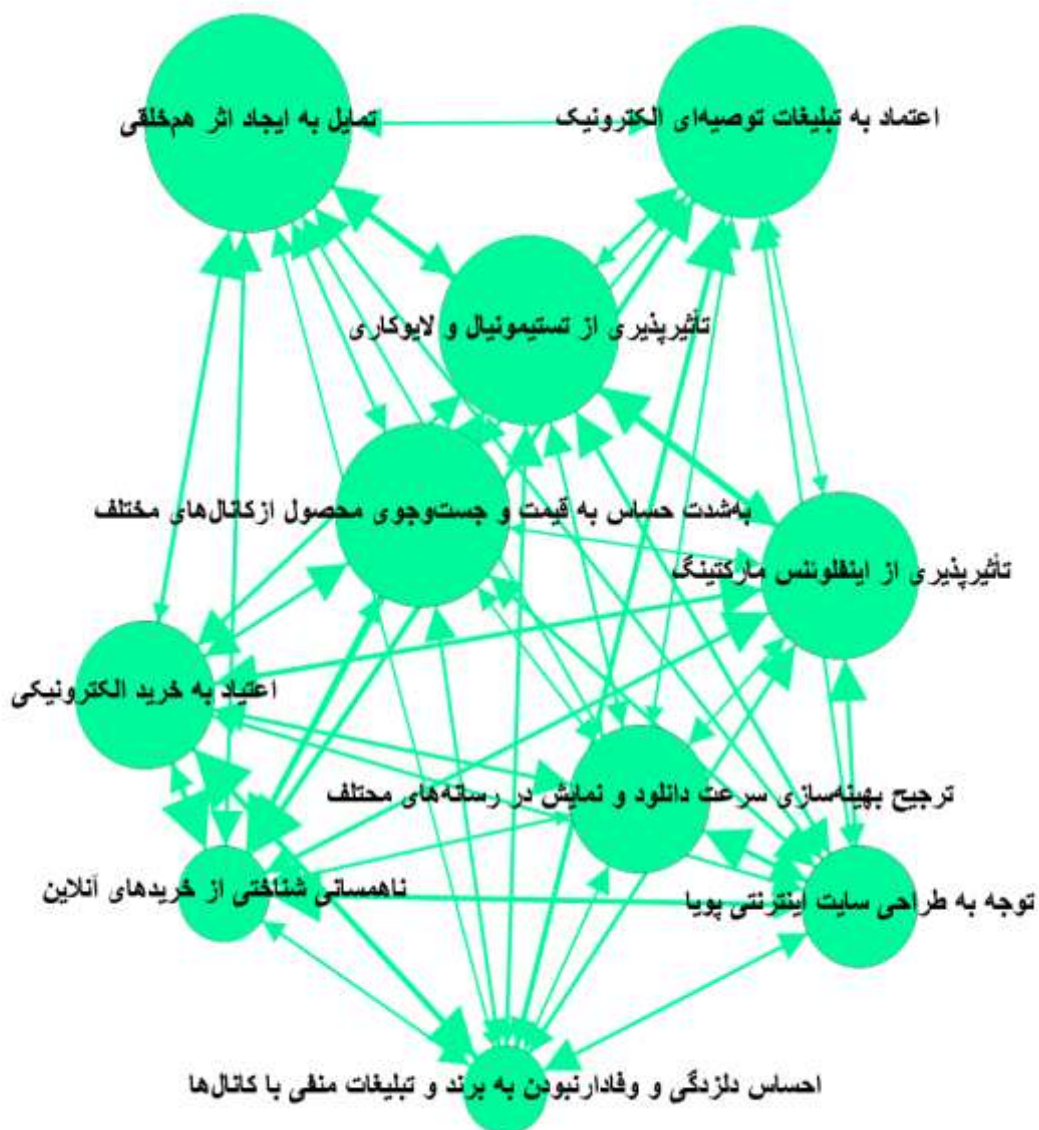 اعتماد به تبلیغات توصیه‌ای الکترونیک
تمایل به ایجاد اثر هم‌خلقی
تأثیرپذیری از تستیمونیال و لایوکاری
به‌شدت حساس به قیمت و جست‌وجوی محصول ازکانال‌های مختلف
تأثیرپذیری از اینفلوئنس مارکتینگ
اعتیاد به خرید الکترونیکی
ترجیح بهینه‌سازی سرعت دانلود و نمایش در رسانه‌های مختلف
ناهمسانی شناختی از خریدهای آنلاین
توجه به طراحی سایت اینترنتی پویا
احساس دلزدگی و وفادارنبودن به برند و تبلیغات منفی با کانال‌ها